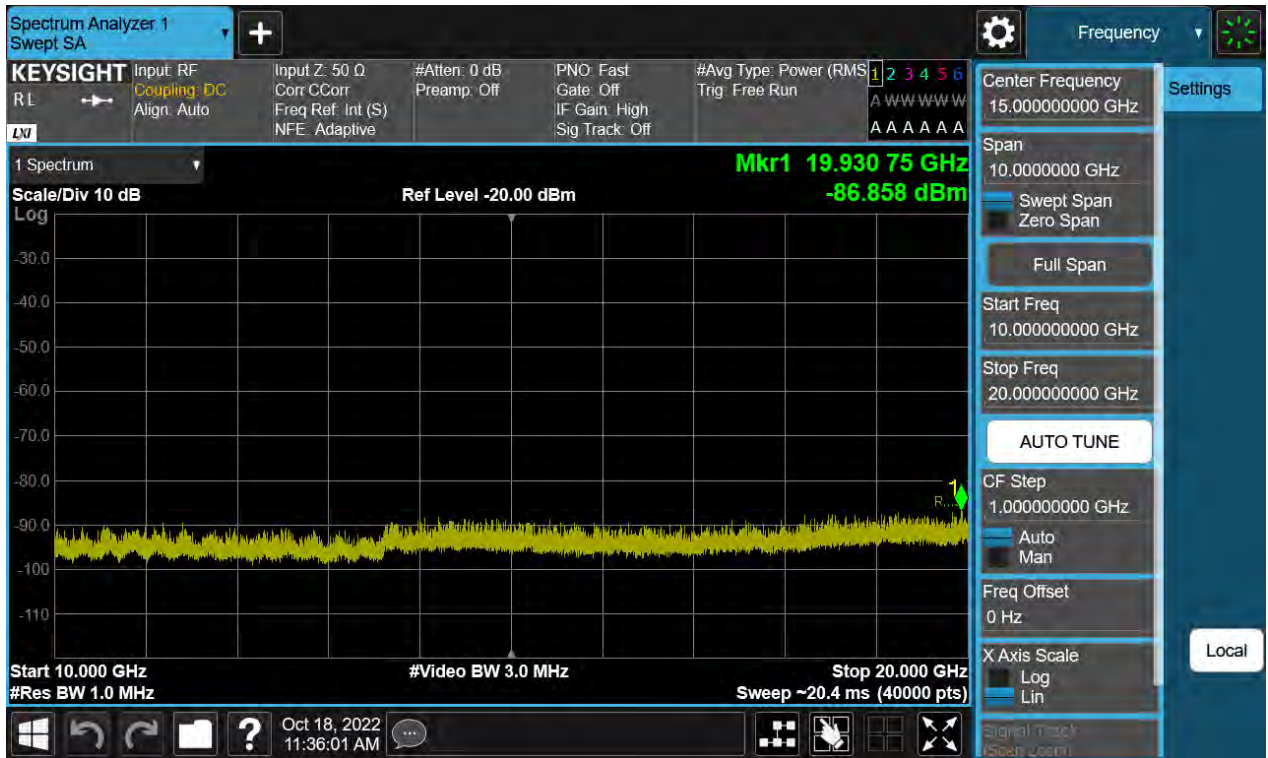 Spectrum Analyzer 1
Swept SA
+
Frequency
KEYSIGHT
RL
LXI
Input: RF
Coupling: DC
Align: Auto
Input Z: 50 Ω
Corr CCorr
Freq Ref: Int (S)
NFE: Adaptive
#Atten: 0 dB
Preamp: Off
PNO: Fast
Gate: Off
IF Gain: High
Sig Track: Off
#Avg Type: Power (RMS
Trig: Free Run
1 2 3 4 5 6
A W W W W W
A A A A A A
1 Spectrum
Scale/Div 10 dB
Ref Level -20.00 dBm
Mkr1 19.930 75 GHz
-86.858 dBm
Log
-30.0
-40.0
-50.0
-60.0
-70.0
-80.0
-90.0
-100
-110
1
R...
Start 10.000 GHz
#Video BW 3.0 MHz
Stop 20.000 GHz
#Res BW 1.0 MHz
Sweep ~20.4 ms (40000 pts)
Oct 18, 2022
11:36:01 AM
?
Center Frequency
15.000000000 GHz
Span
10.0000000 GHz
Swept Span
Zero Span
Full Span
Start Freq
10.000000000 GHz
Stop Freq
20.000000000 GHz
AUTO TUNE
CF Step
1.000000000 GHz
Auto
Man
Freq Offset
0 Hz
X Axis Scale
Log
Lin
Signal Track
(Span Zoom)
Settings
Local